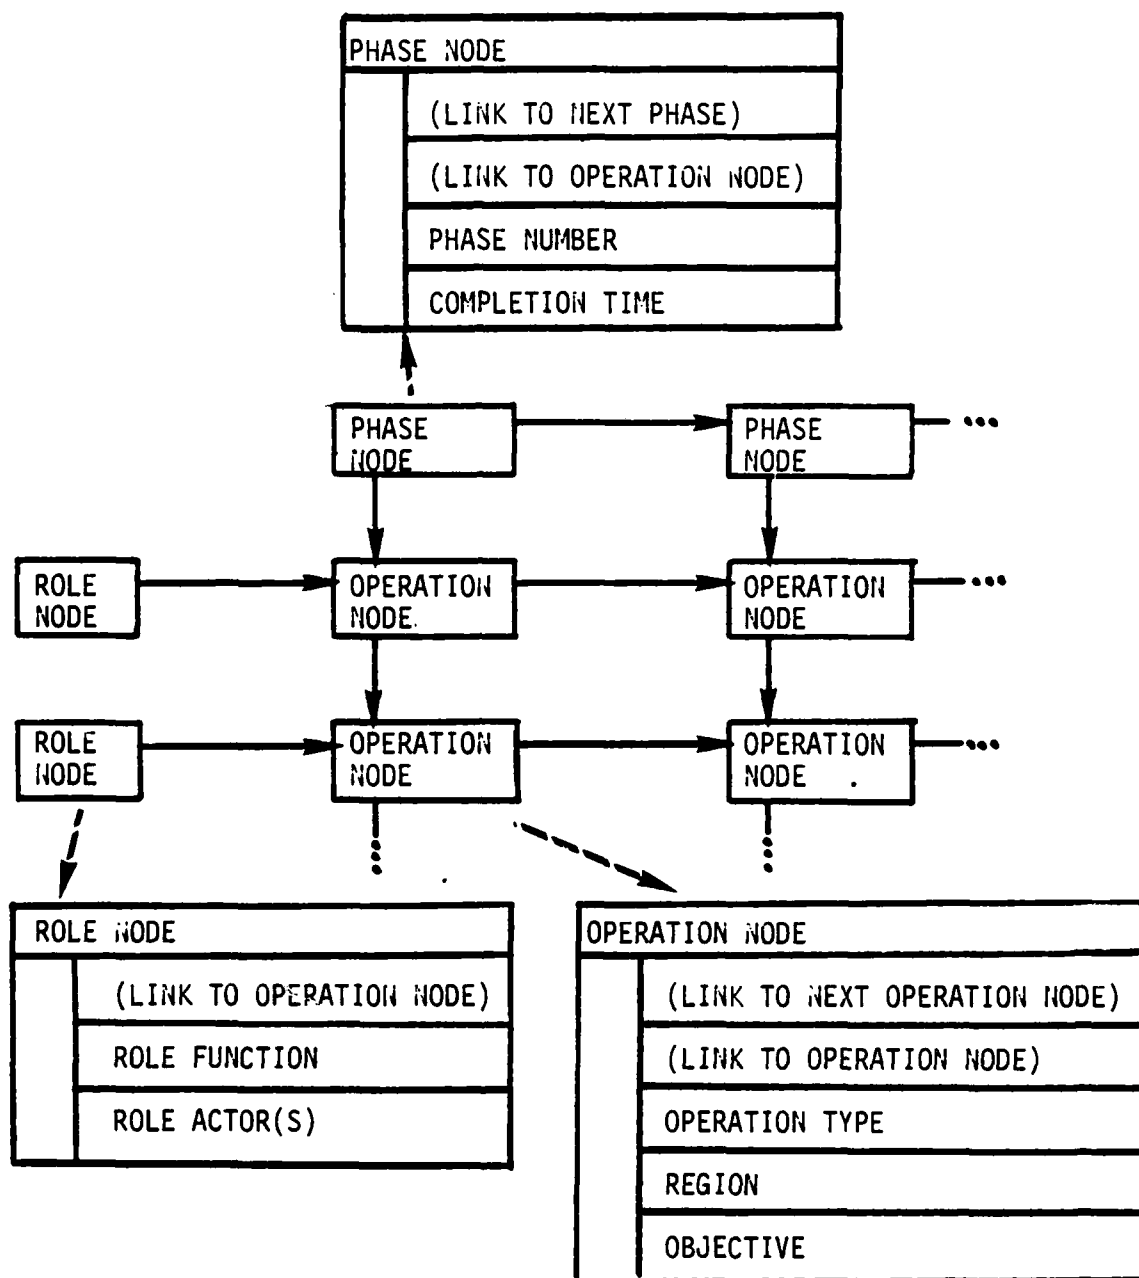 PHASE NODE
(LINK TO NEXT PHASE)
(LINK TO OPERATION NODE)
PHASE NUMBER
COMPLETION TIME
PHASE
NODE
PHASE
NODE
ROLE
NODE
OPERATION
NODE
OPERATION
NODE
ROLE
NODE
OPERATION
NODE
OPERATION
NODE
ROLE NODE
(LINK TO OPERATION NODE)
ROLE FUNCTION
ROLE ACTOR(S)
OPERATION NODE
(LINK TO NEXT OPERATION NODE)
(LINK TO OPERATION NODE)
OPERATION TYPE
REGION
OBJECTIVE